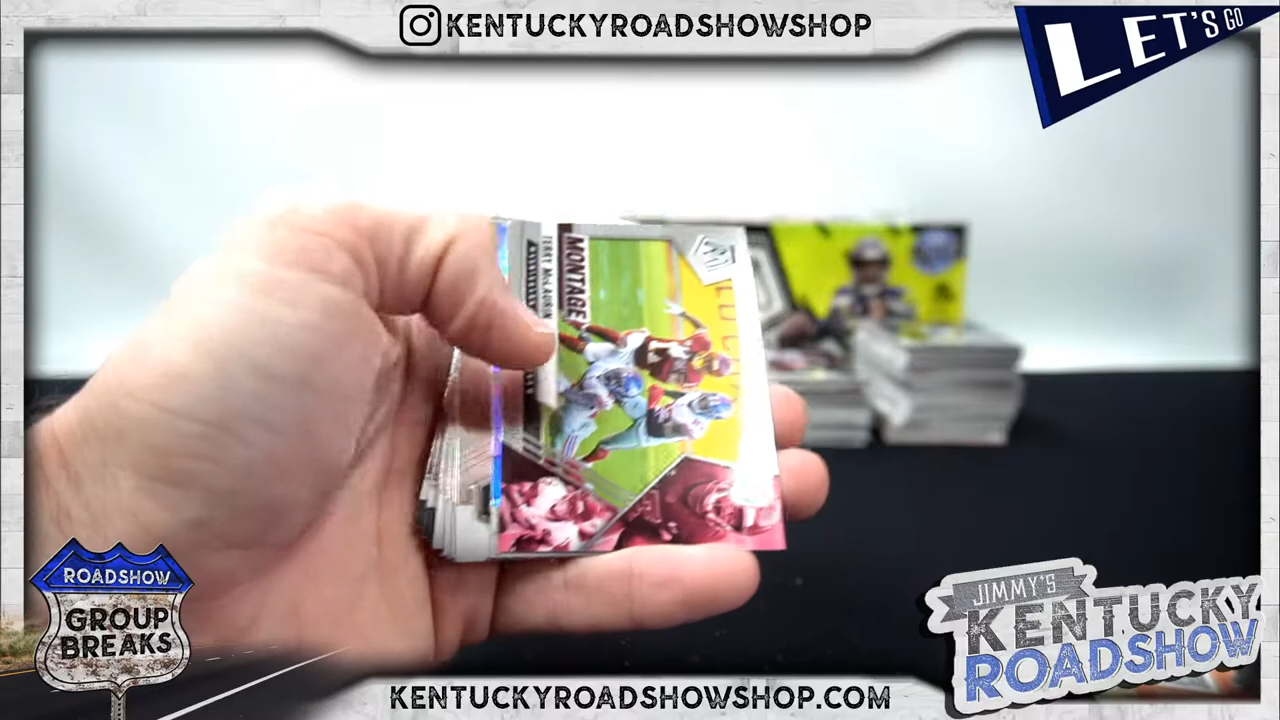 KENTUCKYROADSHOWSHOP
LET'S GO
MONTAGE
TERRY McLAURIN
ROADSHOW
GROUP
BREAKS
JIMMY'S
KENTUCKY
ROADSHOW
KENTUCKYROADSHOWSHOP.COM